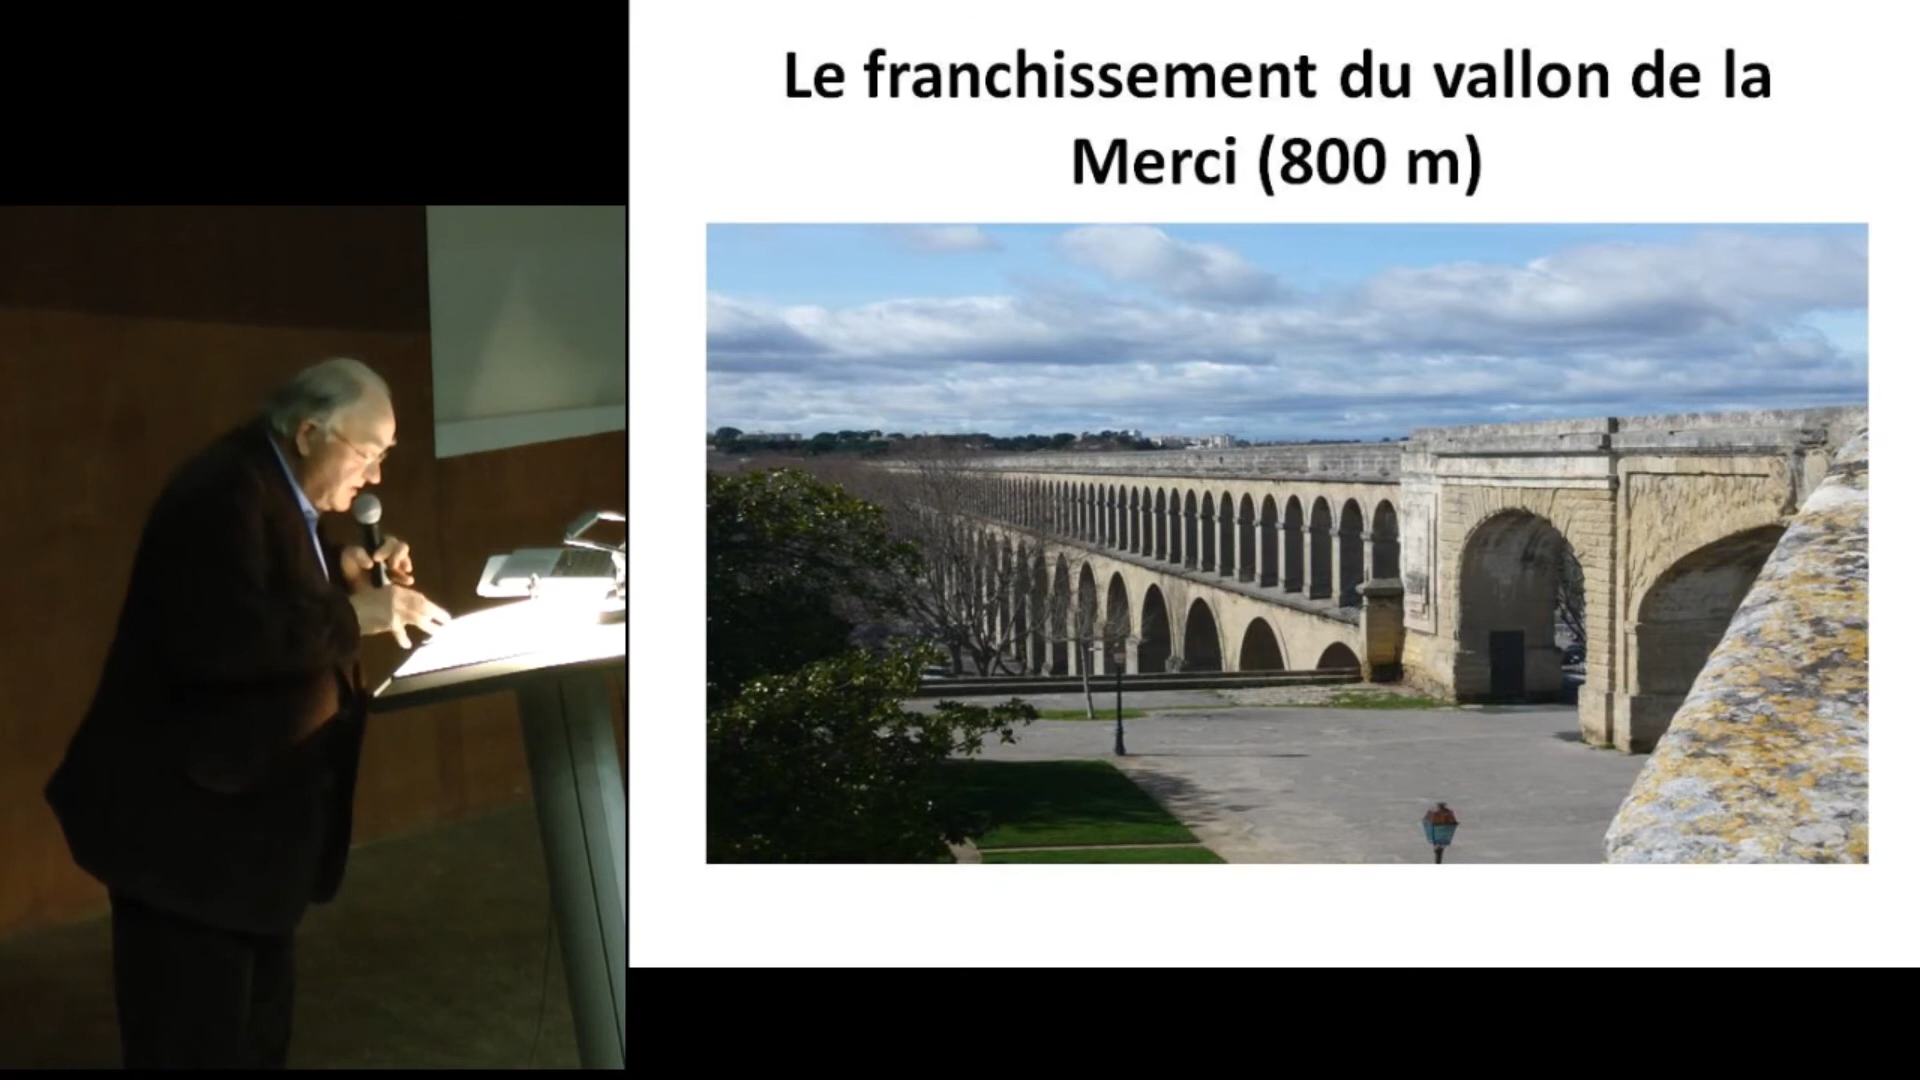 Le franchissement du vallon de la
Merci (800 m)